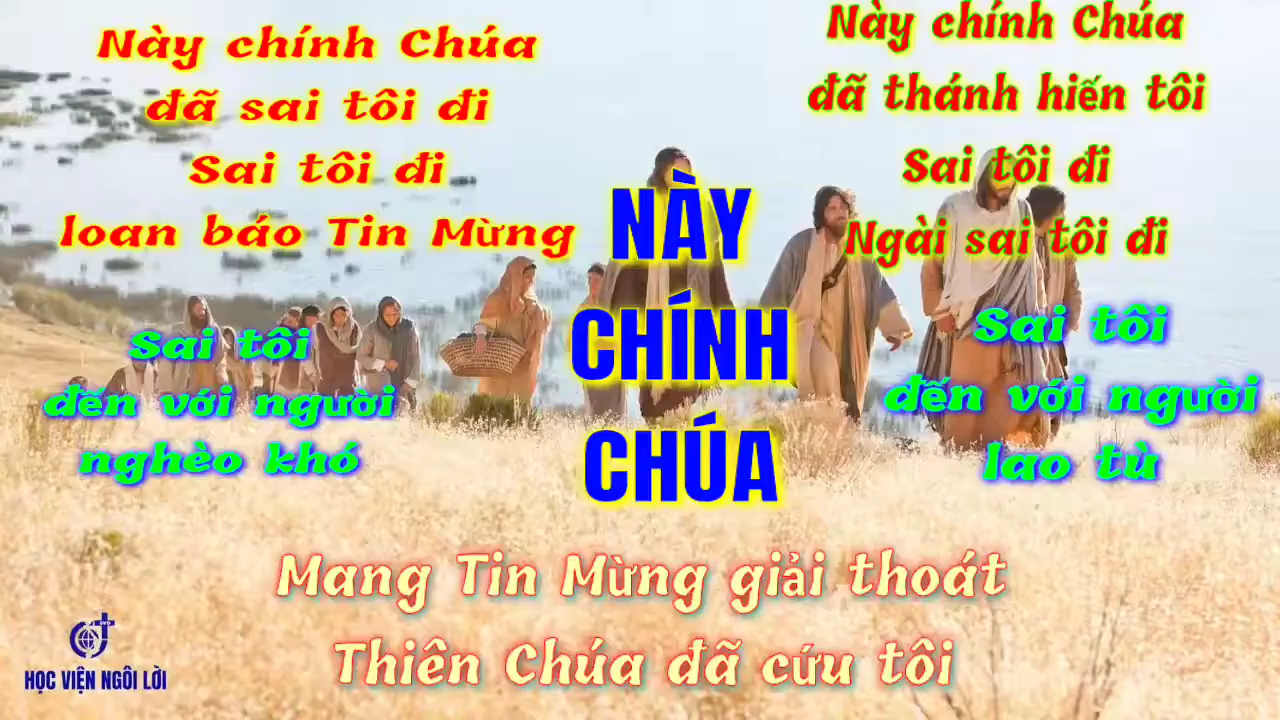 Này chính Chúa
đã sai tôi đi
Sai tôi đi
loan báo Tin Mừng
Sai tôi
đến với người
nghèo khó
NÀY
CHÍNH
CHÚA
Này chính Chúa
đã thánh hiến tôi
Sai tôi đi
Ngài sai tôi đi
Sai tôi
đến với người
lao tù
Mang Tin Mừng giải thoát
Thiên Chúa đã cứu tôi
SVD
HỌC VIỆN NGÔI LỜI